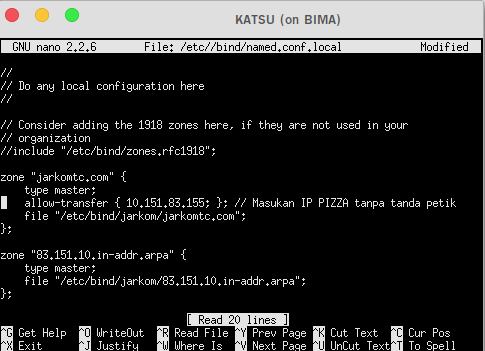 KATSU (on BIMA)
GNU nano 2.2.6 File: /etc//bind/named.conf.local Modified
//
// Do any local configuration here
//
// Consider adding the 1918 zones here, if they are not used in your
// organization
//include "/etc/bind/zones.rfc1918";
zone "jarkomtc.com" {
type master;
allow-transfer { 10.151.83.155; }; // Masukan IP PIZZA tanpa tanda petik
file "/etc/bind/jarkom/jarkomtc.com";
};
zone "83.151.10.in-addr.arpa" {
type master;
file "/etc/bind/jarkom/83.151.10.in-addr.arpa";
};
[ Read 20 lines ]
^G Get Help ^O WriteOut ^R Read File ^Y Prev Page ^K Cut Text ^C Cur Pos
^X Exit ^J Justify ^W Where Is ^V Next Page ^U UnCut Text ^T To Spell